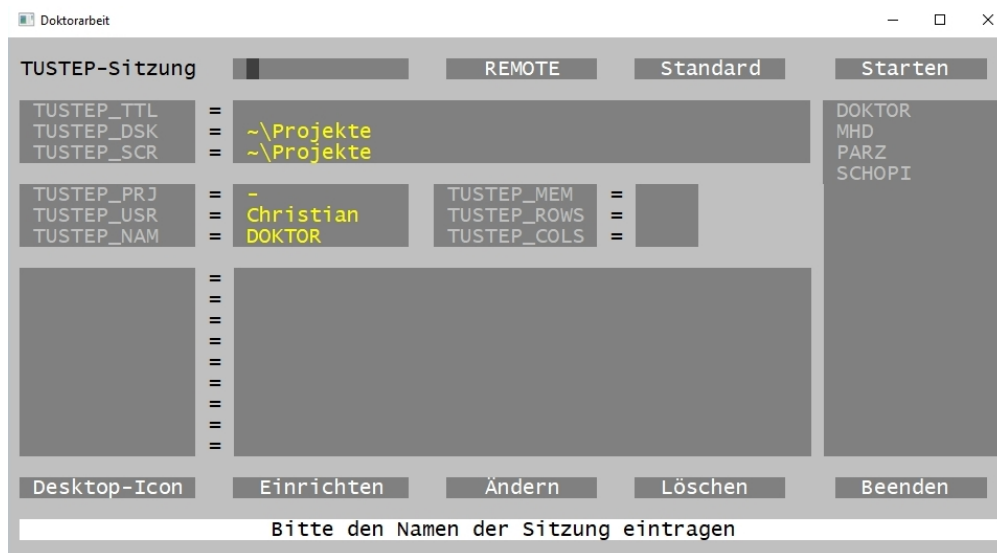 Doktorarbeit
TUSTEP-Sitzung REMOTE Standard Starten
TUSTEP_TTL =
TUSTEP_DSK = ~\Projekte
TUSTEP_SCR = ~\Projekte
DOKTOR
MHD
PARZ
SCHOPI
TUSTEP_PRJ = - TUSTEP_MEM =
TUSTEP_USR = Christian TUSTEP_ROWS =
TUSTEP_NAM = DOKTOR TUSTEP_COLS =
=
=
=
=
=
=
=
=
=
Desktop-Icon Einrichten Ändern Löschen Beenden
Bitte den Namen der Sitzung eintragen